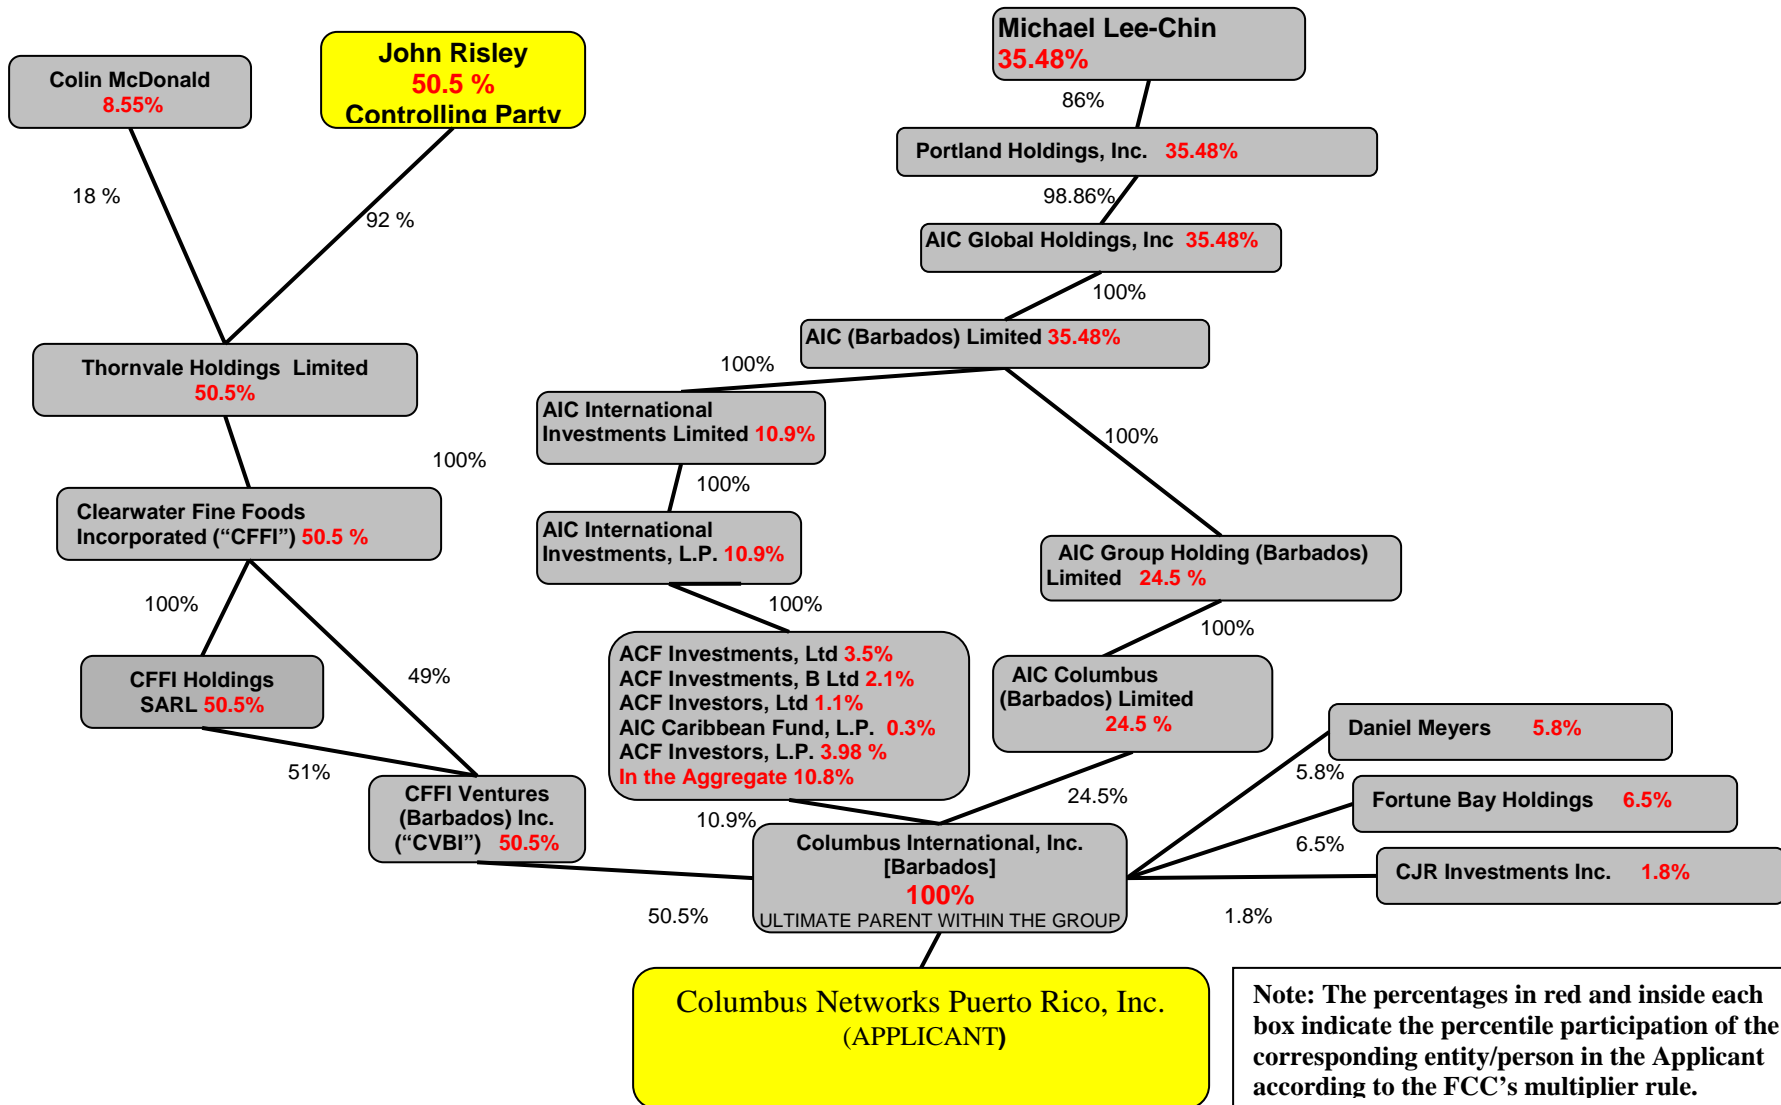 Michael Lee-Chin
35.48%
John Risley
50.5 %
Controlling Party
Colin McDonald
8.55%
86%
Portland Holdings, Inc. 35.48%
18 %
92 %
98.86%
AIC Global Holdings, Inc 35.48%
100%
AIC (Barbados) Limited 35.48%
Thornvale Holdings Limited
50.5%
100%
AIC International
Investments Limited 10.9%
100%
100%
100%
Clearwater Fine Foods
Incorporated (“CFFI”) 50.5 %
AIC International
Investments, L.P. 10.9%
AIC Group Holding (Barbados)
Limited 24.5 %
100%
100%
100%
CFFI Holdings
SARL 50.5%
49%
ACF Investments, Ltd 3.5%
ACF Investments, B Ltd 2.1%
ACF Investors, Ltd 1.1%
AIC Caribbean Fund, L.P. 0.3%
ACF Investors, L.P. 3.98 %
In the Aggregate 10.8%
AIC Columbus
(Barbados) Limited
24.5 %
Daniel Meyers 5.8%
51%
5.8%
CFFI Ventures
(Barbados) Inc.
(“CVBI”) 50.5%
10.9%
24.5%
Fortune Bay Holdings 6.5%
6.5%
Columbus International, Inc.
[Barbados]
100%
ULTIMATE PARENT WITHIN THE GROUP
CJR Investments Inc. 1.8%
50.5%
1.8%
Columbus Networks Puerto Rico, Inc.
(APPLICANT)
Note: The percentages in red and inside each
box indicate the percentile participation of the
corresponding entity/person in the Applicant
according to the FCC’s multiplier rule.